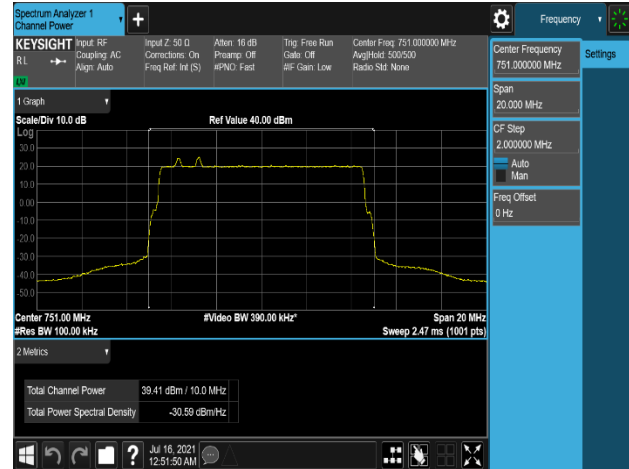 Spectrum Analyzer 1
Channel Power
+
Frequency
KEYSIGHT
Input: RF
Input Z: 50 Ω
Atten: 16 dB
Trig: Free Run
Center Freq: 751.000000 MHz
R L
Coupling: AC
Corrections: On
Preamp: Off
Gate: Off
Avg|Hold: 500/500
Align: Auto
Freq Ref: Int (S)
#PNO: Fast
#IF Gain: Low
Radio Std: None
LM
Center Frequency
751.000000 MHz
Settings
Span
20.000 MHz
CF Step
2.000000 MHz
Auto
Man
Freq Offset
0 Hz
1 Graph
Scale/Div 10.0 dB
Ref Value 40.00 dBm
Log
30.0
20.0
10.0
0.00
-10.0
-20.0
-30.0
-40.0
-50.0
Center 751.00 MHz
#Video BW 390.00 kHz*
Span 20 MHz
#Res BW 100.00 kHz
Sweep 2.47 ms (1001 pts)
2 Metrics
Total Channel Power
39.41 dBm / 10.0 MHz
Total Power Spectral Density
-30.59 dBm/Hz
?
Jul 16, 2021
12:51:50 AM